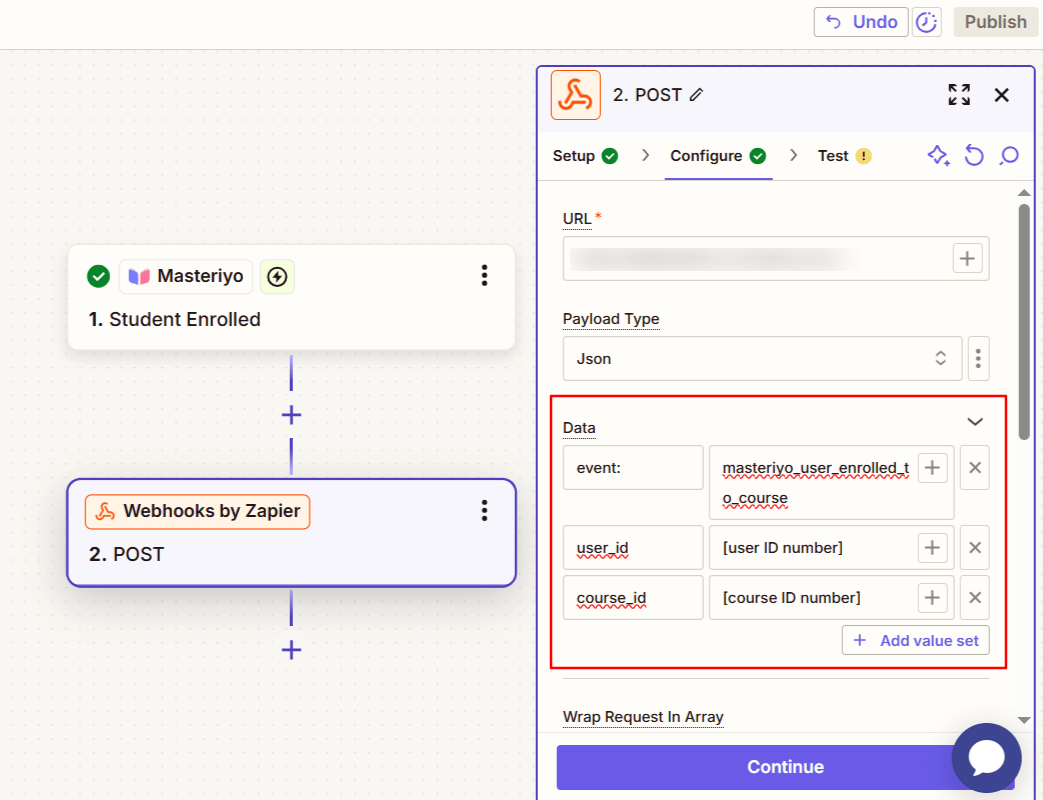 Undo
Publish
2. POST
Setup
Configure
Test
URL *
Masteriyo
1. Student Enrolled
Payload Type
Json
Data
event:
masteriyo_user_enrolled_t
o_course
Webhooks by Zapier
2. POST
user_id
[user ID number]
course_id
[course ID number]
Add value set
Wrap Request In Array
Continue